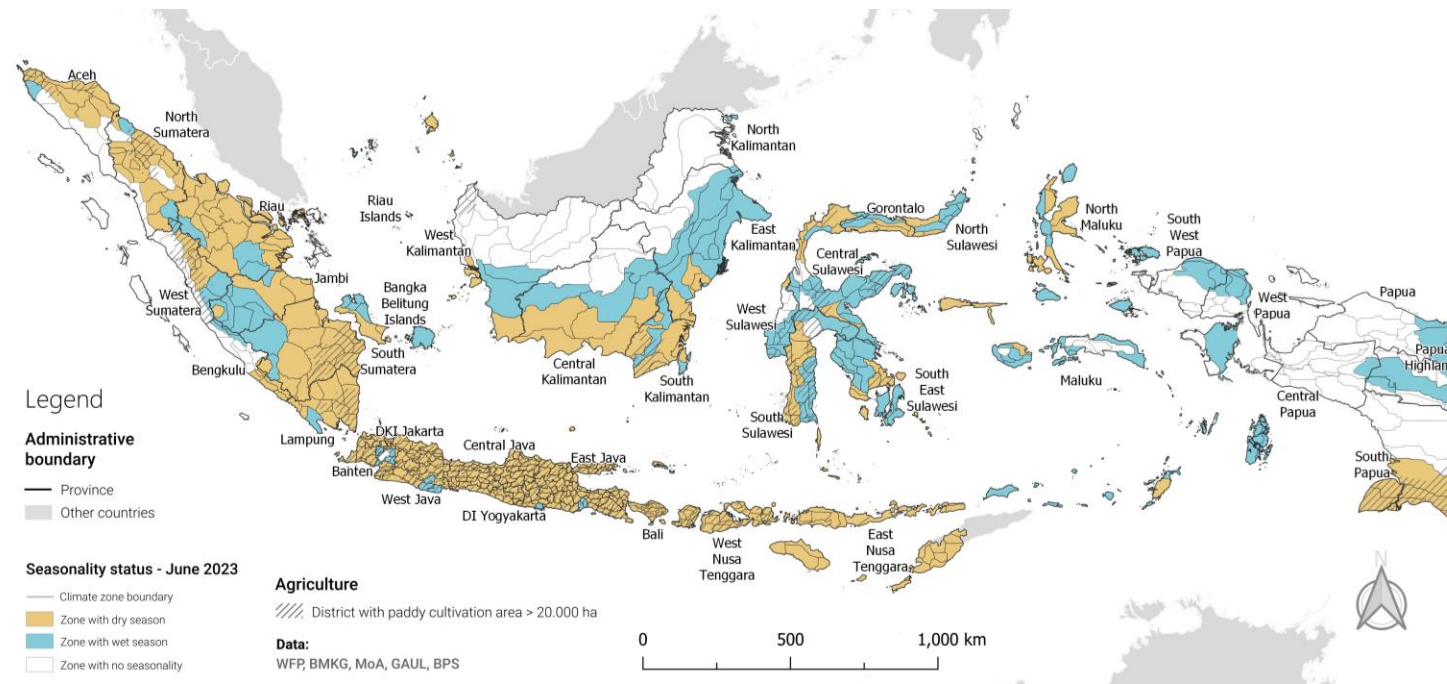 Aceh
North
Sumatera
Riau
Riau
Islands
West
Sumatera
Jambi
Bangka
Belitung
Islands
South
Sumatera
Bengkulu
Lampung
North
Kalimantan
West
Kalimantan
East
Kalimantan
Central
Kalimantan
South
Kalimantan
Gorontalo
North
Sulawesi
Central
Sulawesi
West
Sulawesi
South East
Sulawesi
South
Sulawesi
North
Maluku
Maluku
South
West
Papua
West
Papua
Papua
Papua
Highlan
Central
Papua
South
Papua
DKI Jakarta
Banten
West Java
Central Java
DI Yogyakarta
East Java
Bali
West
Nusa
Tenggara
East
Nusa
Tenggara
Legend
Administrative
boundary
Province
Other countries
Seasonality status - June 2023
Climate zone boundary
Zone with dry season
Zone with wet season
Zone with no seasonality
Agriculture
District with paddy cultivation area > 20.000 ha
Data:
WFP, BMKG, MoA, GAUL, BPS
0 500 1,000 km
N